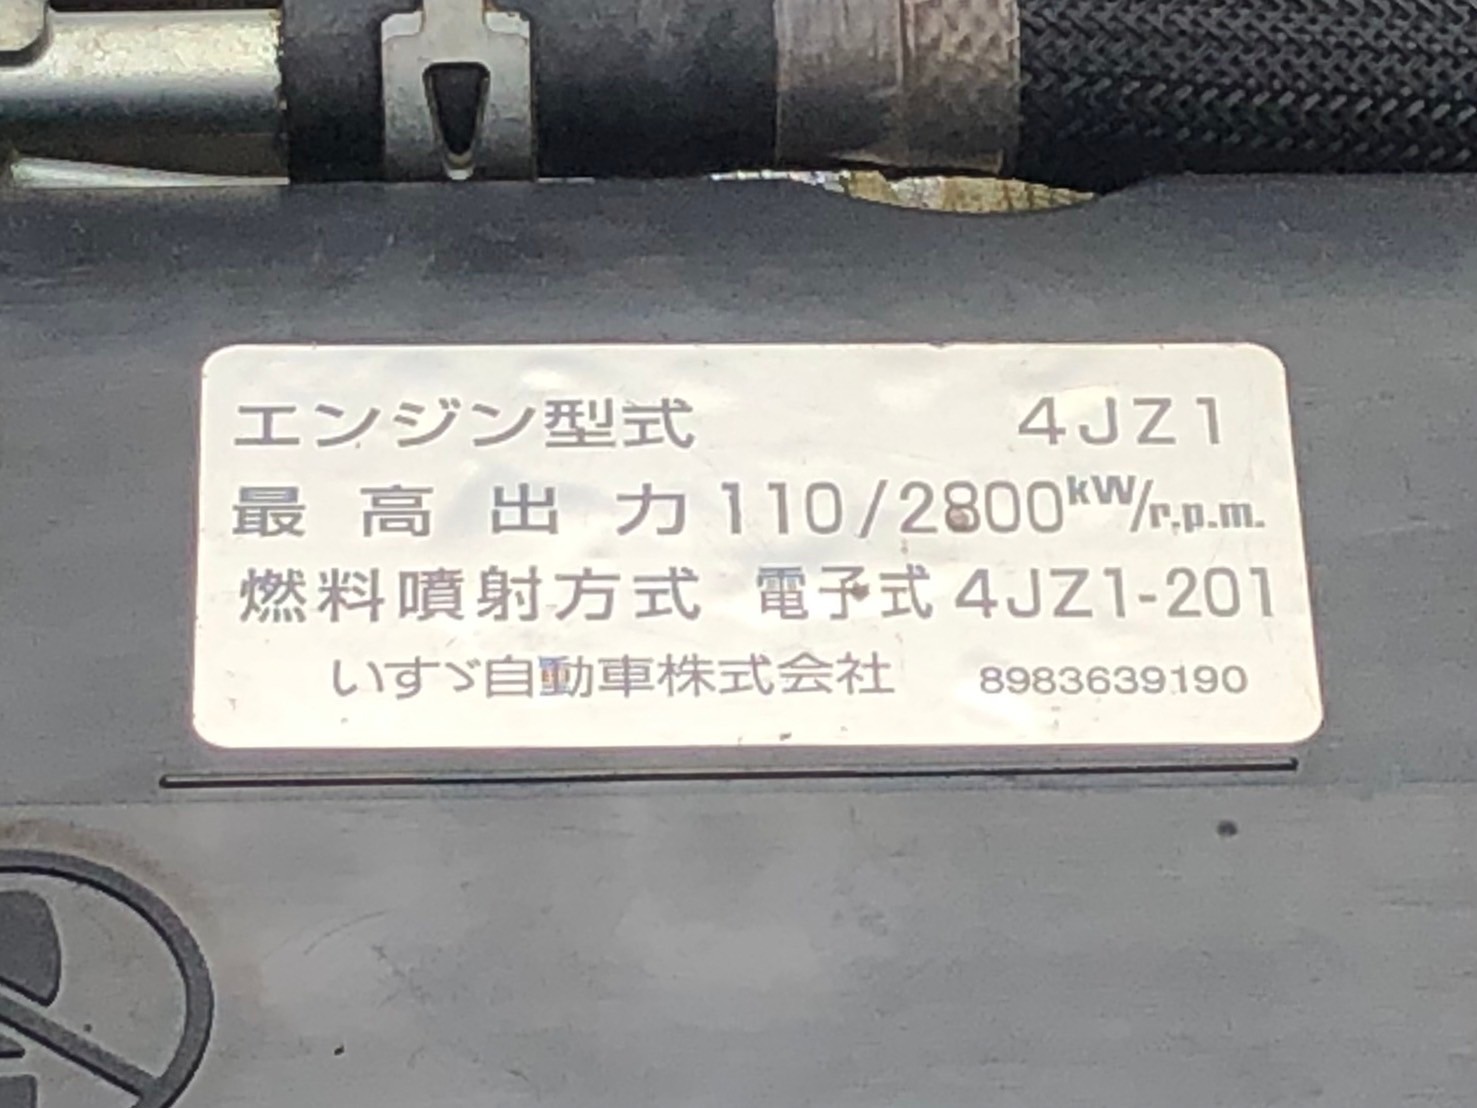 エンジン型式 4JZ1
最高出力 110/2800kW/r.p.m.
燃料噴射方式 電子式 4JZ1-201
いすゞ自動車株式会社 8983639190